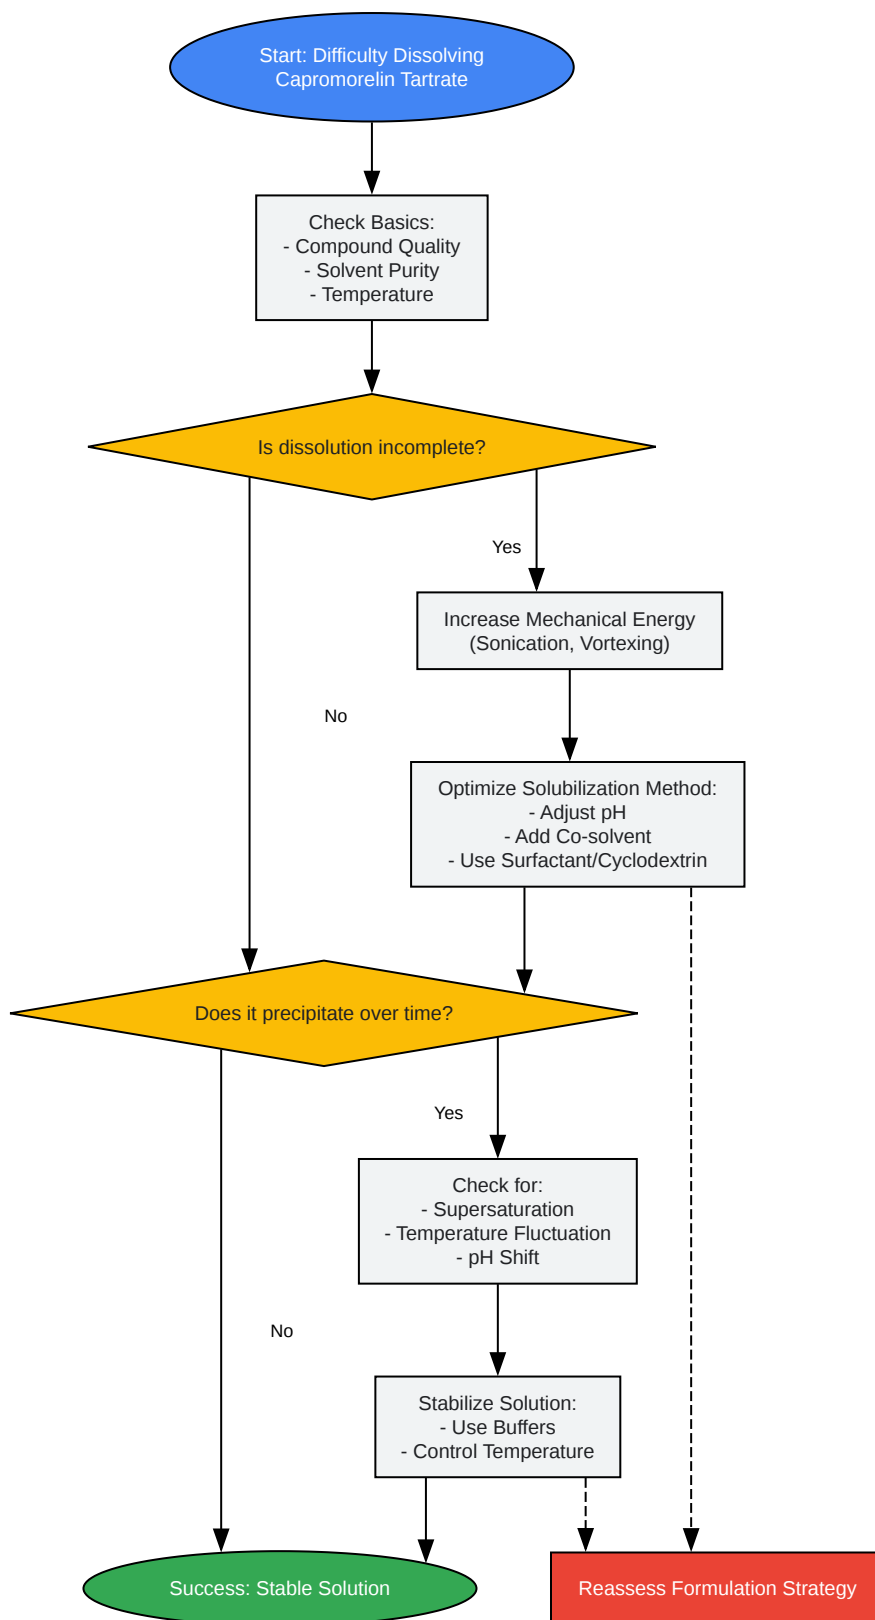 Start: Difficulty Dissolving
Capromorelin Tartrate
Check Basics:
- Compound Quality
- Solvent Purity
- Temperature
Is dissolution incomplete?
Yes
Increase Mechanical Energy
(Sonication, Vortexing)
No
Optimize Solubilization Method:
- Adjust pH
- Add Co-solvent
- Use Surfactant/Cyclodextrin
Does it precipitate over time?
Yes
Check for:
- Supersaturation
- Temperature Fluctuation
- pH Shift
No
Stabilize Solution:
- Use Buffers
- Control Temperature
Success: Stable Solution
Reassess Formulation Strategy